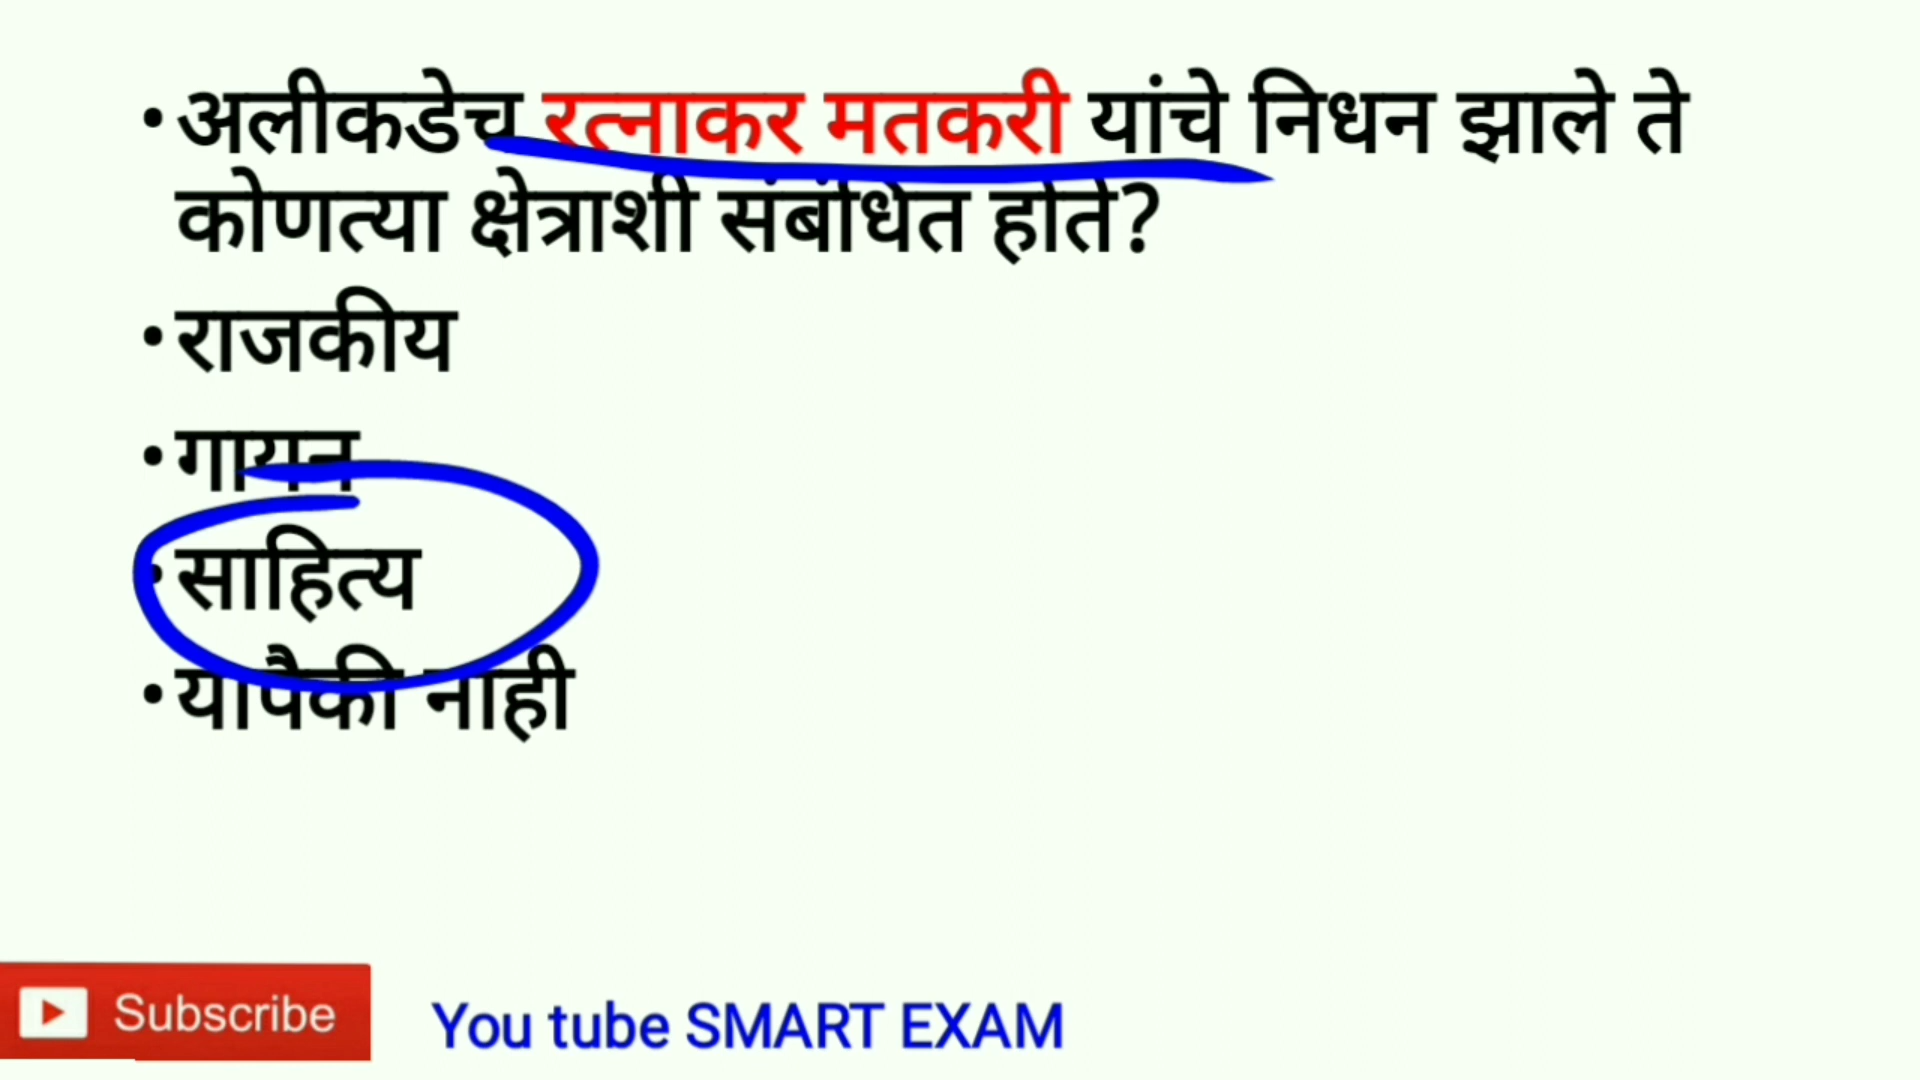 • अलीकडेच रत्नाकर मतकरी यांचे निधन झाले ते
कोणत्या क्षेत्राशी संबंधित होते?
• राजकीय
• गायन
• साहित्य
• यापैकी नाही
Subscribe
You tube SMART EXAM